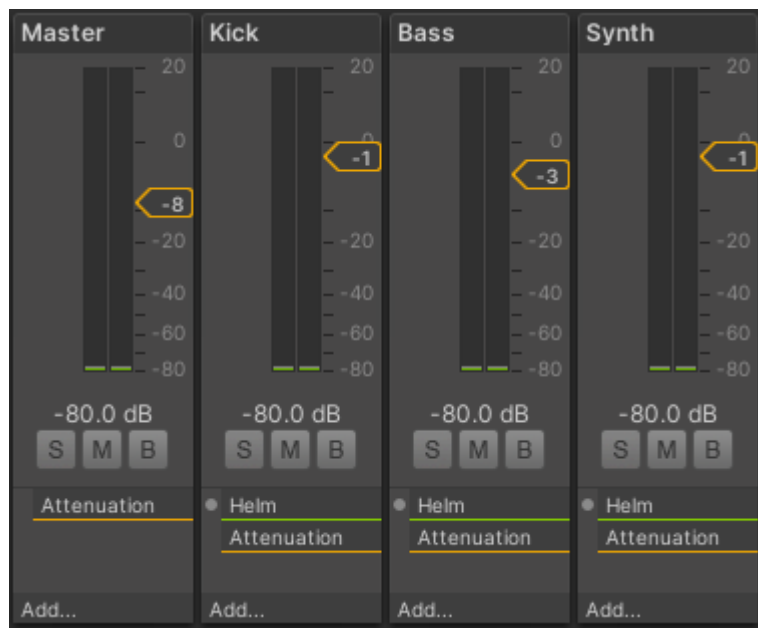 Master
20
0
-8
-20
-40
-60
-80
-80.0 dB
S M B
Attenuation
Add...
Kick
20
0
-1
-20
-40
-60
-80
-80.0 dB
S M B
Helm
Attenuation
Add...
Bass
20
0
-3
-20
-40
-60
-80
-80.0 dB
S M B
Helm
Attenuation
Add...
Synth
20
0
-1
-20
-40
-60
-80
-80.0 dB
S M B
Helm
Attenuation
Add...